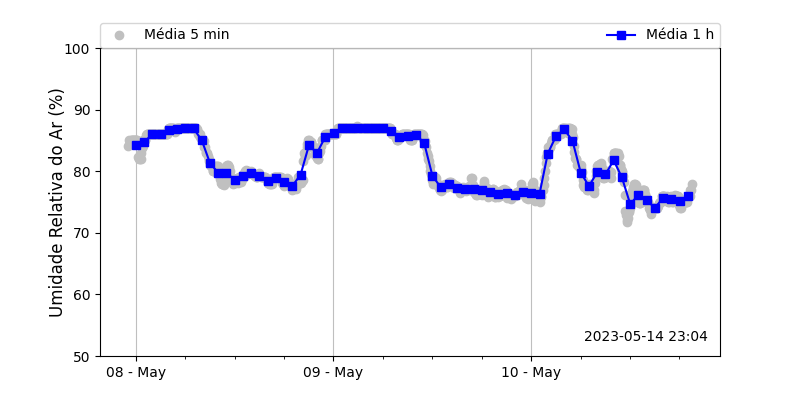 Média 5 min
Média 1 h
100
90
80
70
60
50
Umidade Relativa do Ar (%)
2023-05-14 23:04
08 - May
09 - May
10 - May